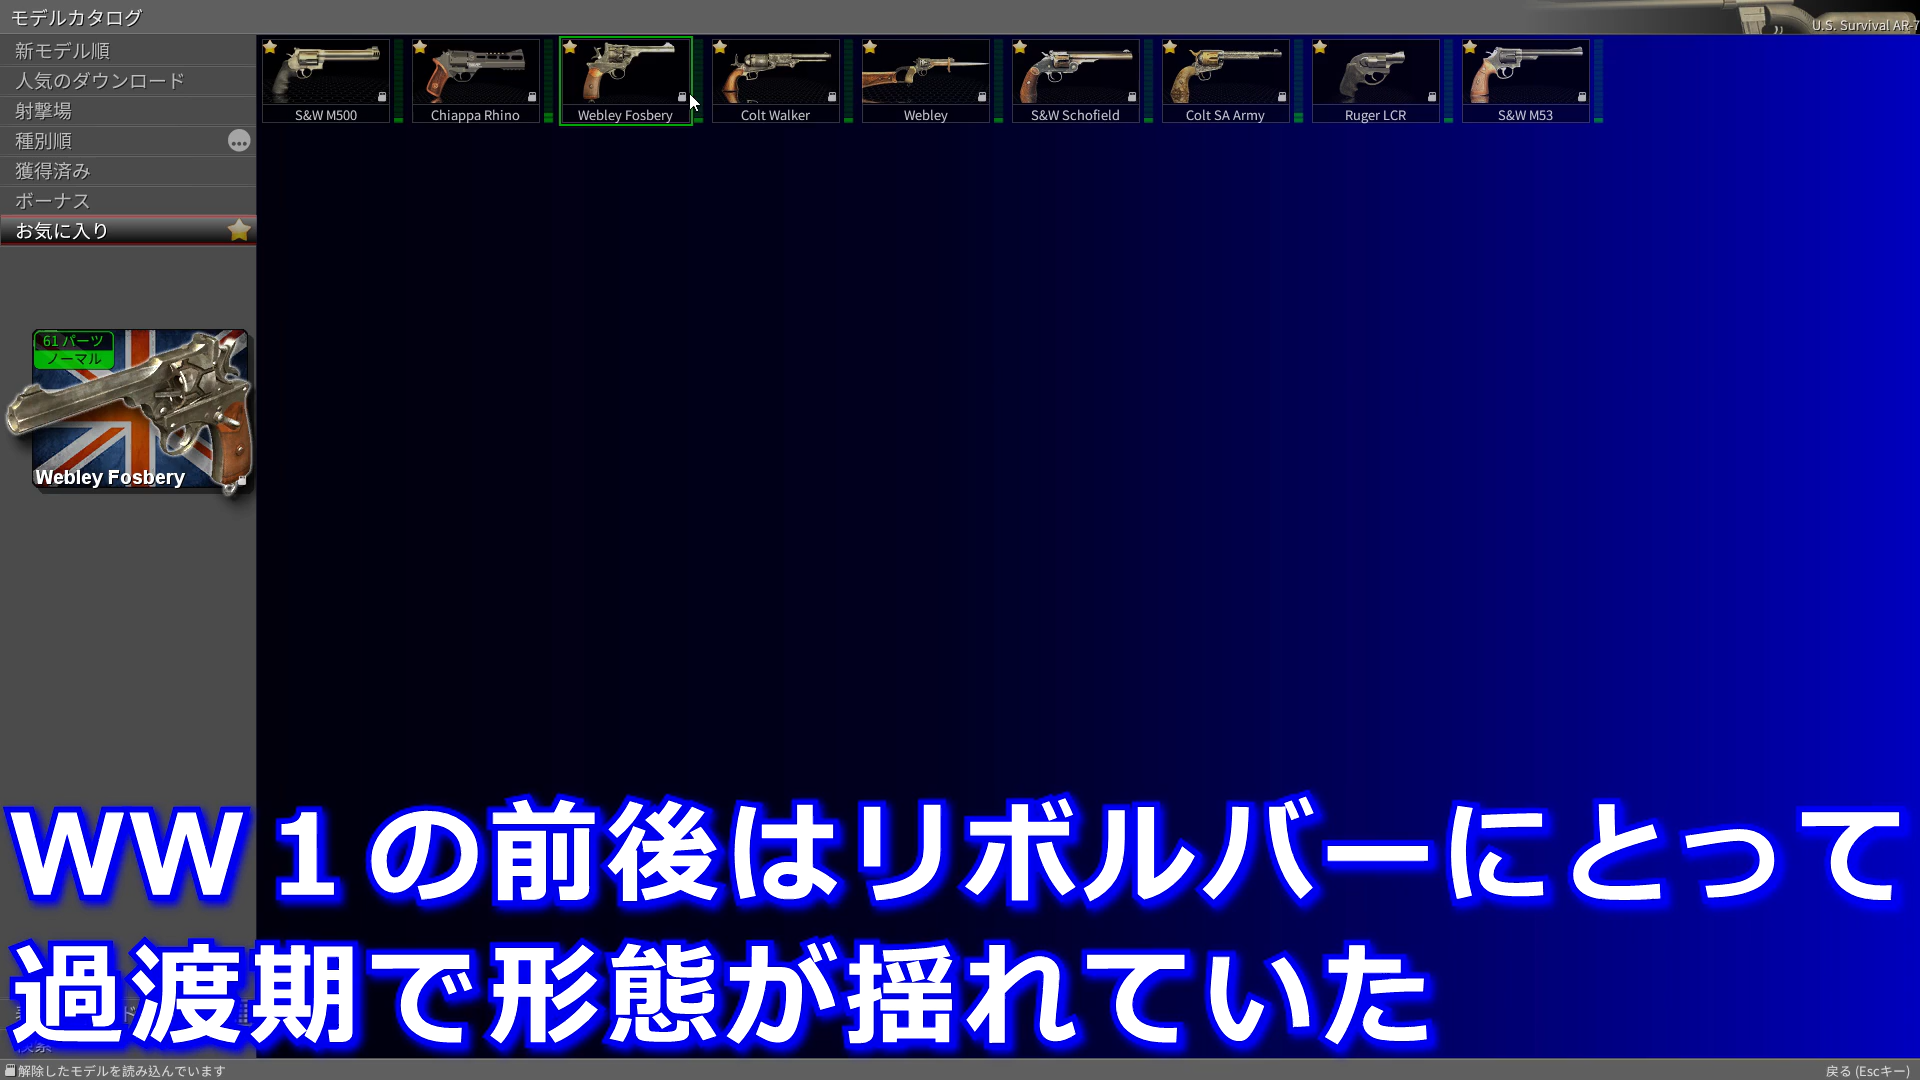 モデルカタログ
U.S. Survival AR-7
新モデル順
人気のダウンロード
射撃場
種別順
獲得済み
ボーナス
お気に入り
S&W M500
Chiappa Rhino
Webley Fosbery
Colt Walker
Webley
S&W Schofield
Colt SA Army
Ruger LCR
S&W M53
61 パーツ
ノーマル
Webley Fosbery
WW１の前後はリボルバーにとって
過渡期で形態が揺れていた
検索
解除したモデルを読み込んでいます
戻る (Escキー)